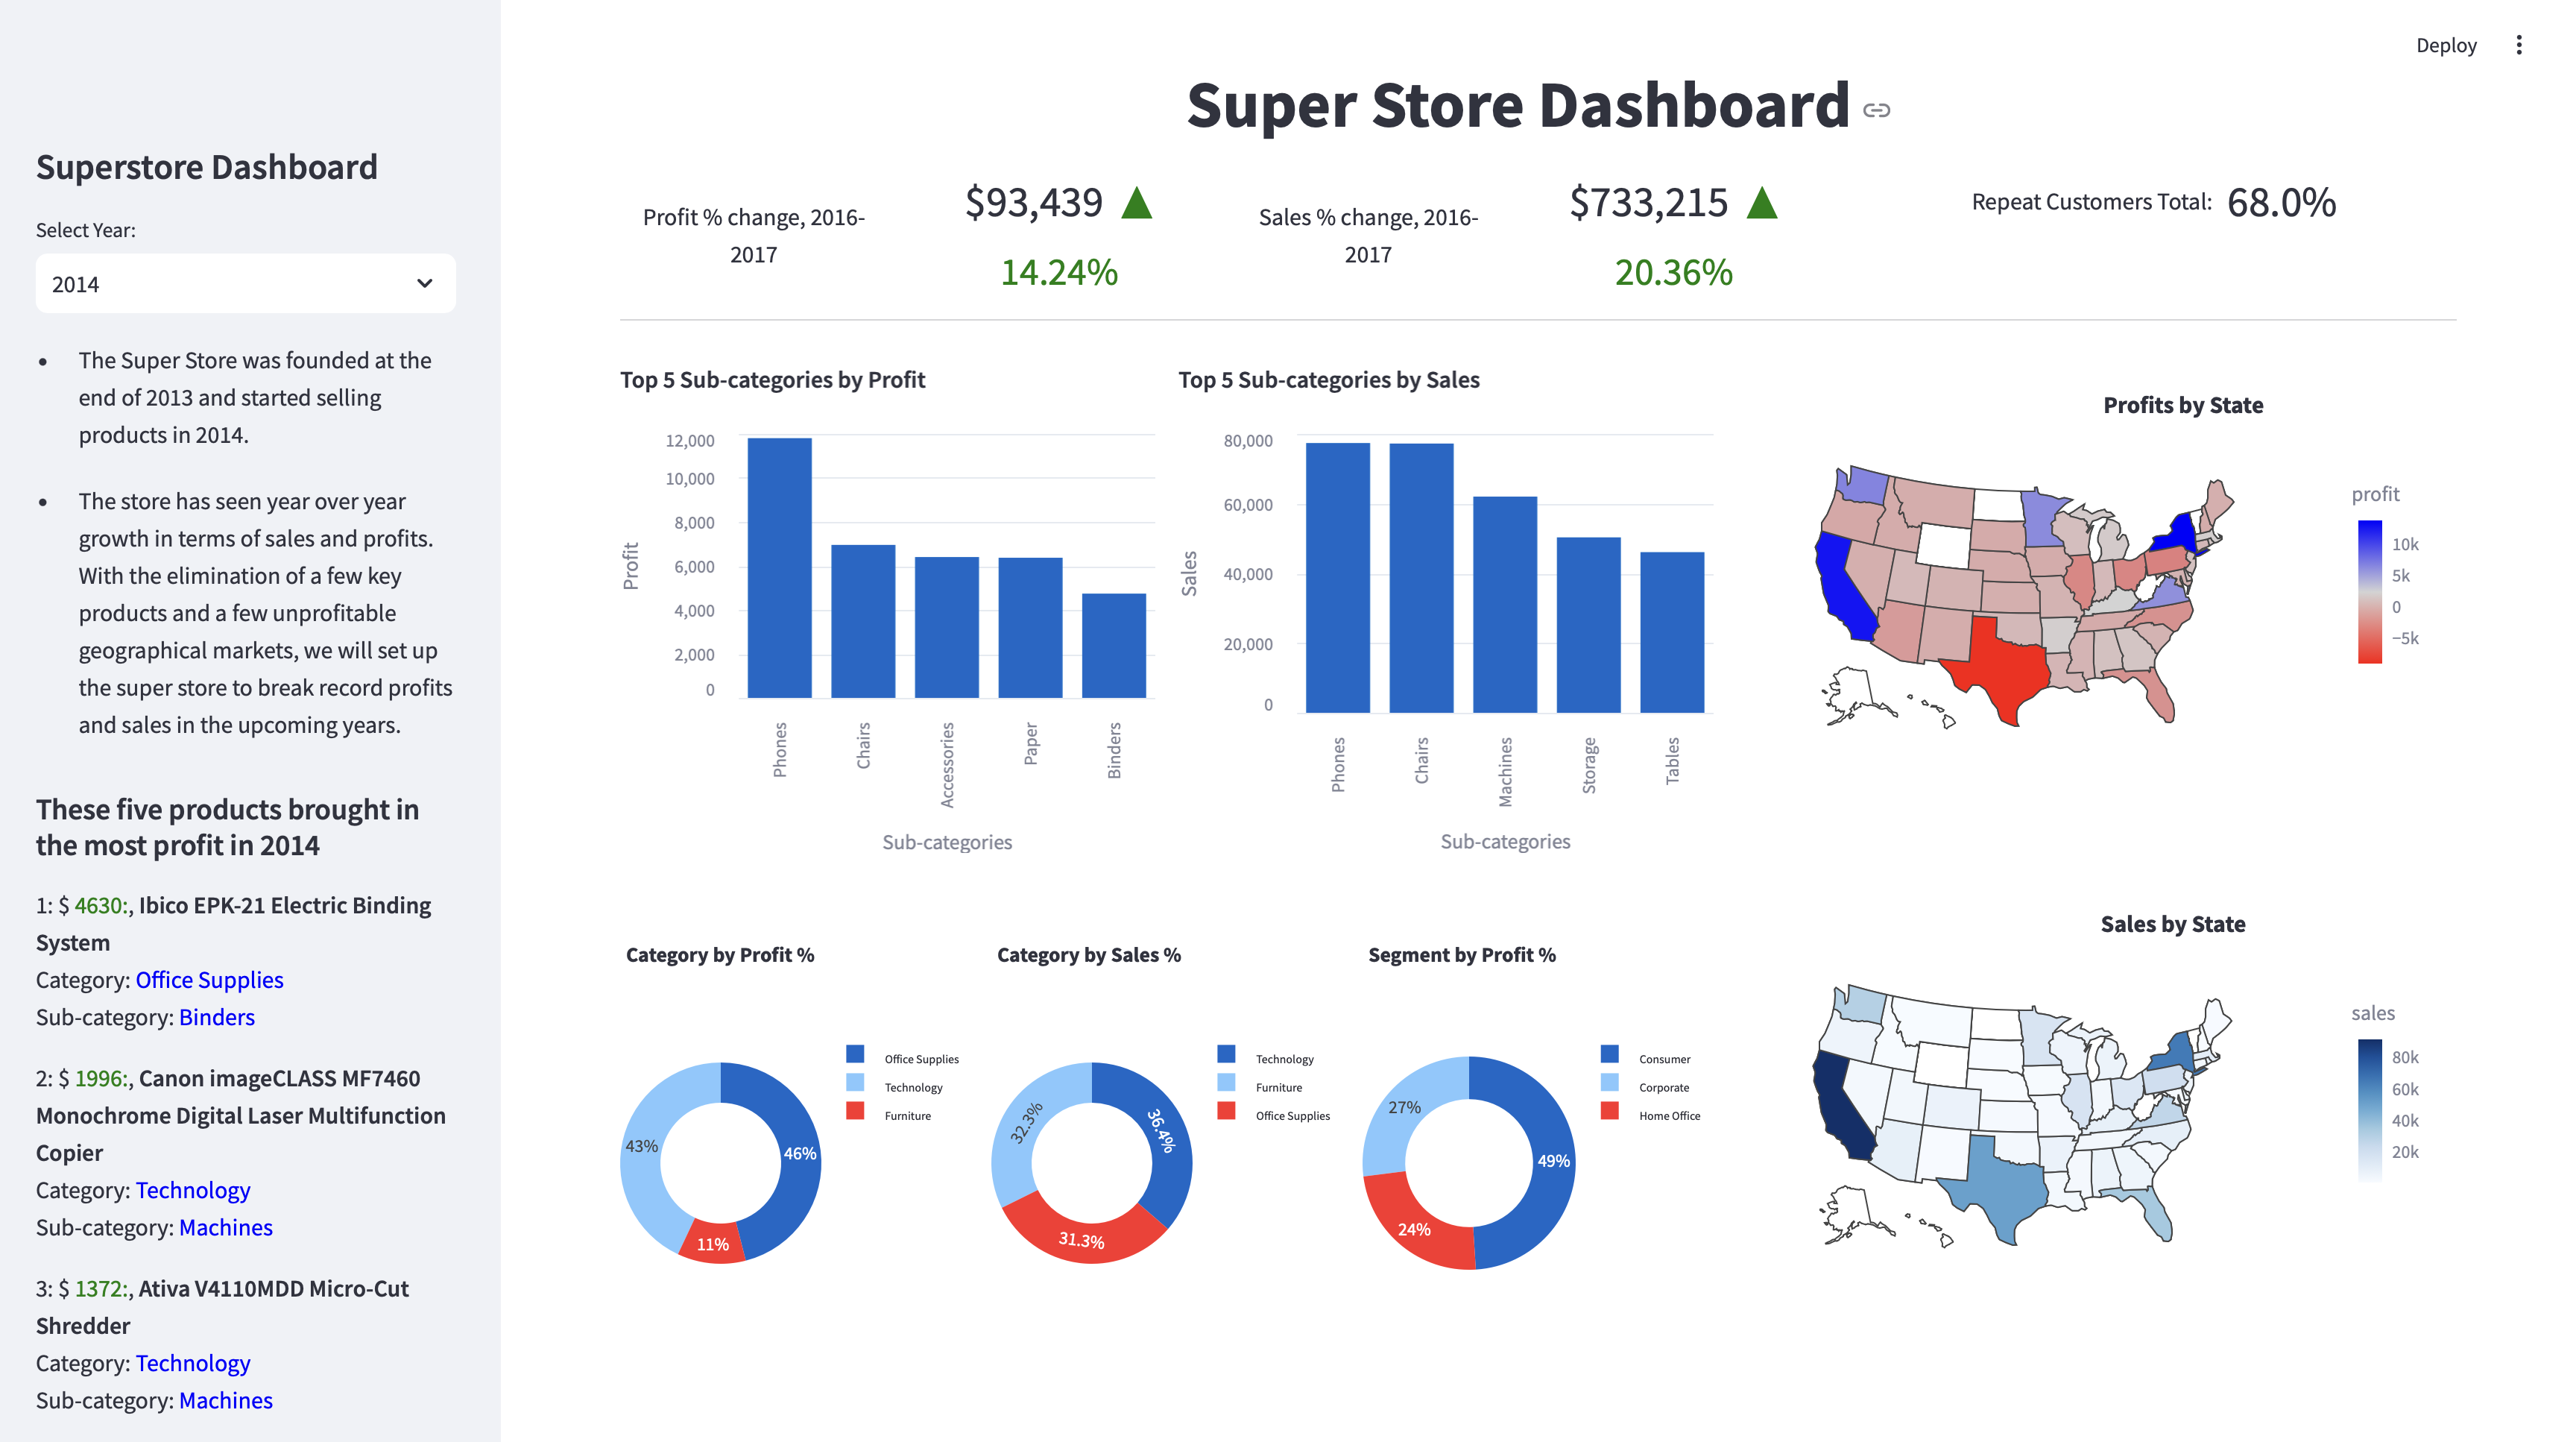 Deploy
Super Store Dashboard
Superstore Dashboard
Select Year:
2014
• The Super Store was founded at the
end of 2013 and started selling
products in 2014.
• The store has seen year over year
growth in terms of sales and profits.
With the elimination of a few key
products and a few unprofitable
geographical markets, we will set up
the super store to break record profits
and sales in the upcoming years.
These five products brought in
the most profit in 2014
1: $ 4630:, Ibico EPK-21 Electric Binding
System
Category: Office Supplies
Sub-category: Binders
2: $ 1996:, Canon imageCLASS MF7460
Monochrome Digital Laser Multifunction
Copier
Category: Technology
Sub-category: Machines
3: $ 1372:, Ativa V4110MDD Micro-Cut
Shredder
Category: Technology
Sub-category: Machines
Profit % change, 2016-
2017
$93,439
14.24%
Sales % change, 2016-
2017
$733,215
20.36%
Repeat Customers Total: 68.0%
Top 5 Sub-categories by Profit
Profit
12,000
10,000
8,000
6,000
4,000
2,000
0
Phones
Chairs
Accessories
Paper
Binders
Sub-categories
Top 5 Sub-categories by Sales
Sales
80,000
60,000
40,000
20,000
0
Phones
Chairs
Machines
Storage
Tables
Sub-categories
Profits by State
profit
10k
5k
0
−5k
Category by Profit %
Office Supplies
Technology
Furniture
43%
46%
11%
Category by Sales %
Technology
Furniture
Office Supplies
32.3%
36.4%
31.3%
Segment by Profit %
Consumer
Corporate
Home Office
27%
49%
24%
Sales by State
sales
80k
60k
40k
20k